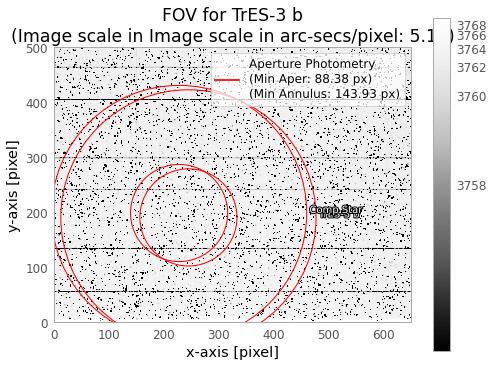 FOV for TrES-3 b
(Image scale in Image scale in arc-secs/pixel: 5.1
Aperture Photometry
(Min Aper: 88.38 px)
(Min Annulus: 143.93 px)
Comp Star
y-axis [pixel]
500
400
300
200
100
0
0
100
200
300
400
500
600
x-axis [pixel]
3768
3766
3764
3762
3760
3758